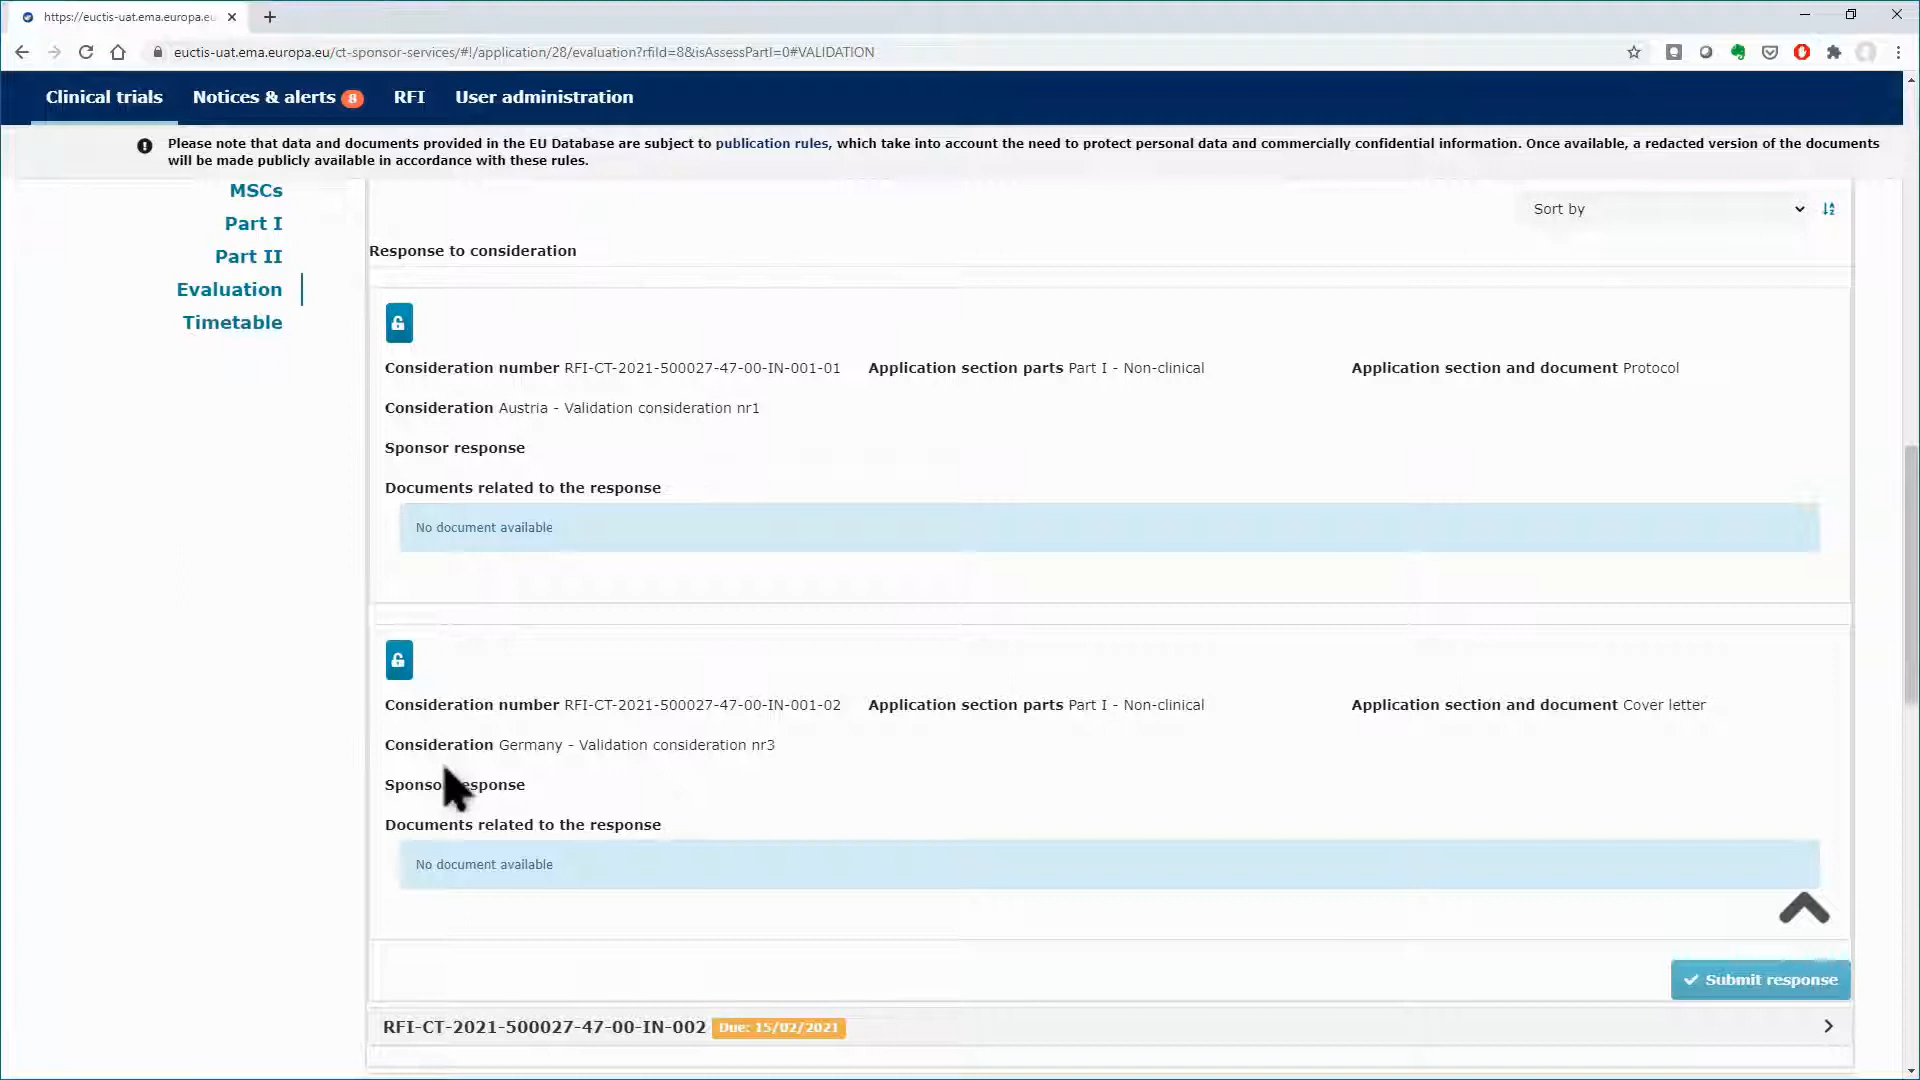 https://euctis-uat.ema.europa.eu
euctis-uat.ema.europa.eu/ct-sponsor-services/#!/application/28/evaluation?rfiId=8&isAssessPartI=0#VALIDATION
Clinical trials Notices & alerts 8 RFI User administration
Please note that data and documents provided in the EU Database are subject to publication rules, which take into account the need to protect personal data and commercially confidential information. Once available, a redacted version of the documents
will be made publicly available in accordance with these rules.
MSCs
Part I
Part II
Evaluation
Timetable
Sort by
Response to consideration
Consideration number RFI-CT-2021-500027-47-00-IN-001-01 Application section parts Part I - Non-clinical Application section and document Protocol
Consideration Austria - Validation consideration nr1
Sponsor response
Documents related to the response
No document available
Consideration number RFI-CT-2021-500027-47-00-IN-001-02 Application section parts Part I - Non-clinical Application section and document Cover letter
Consideration Germany - Validation consideration nr3
Sponsor response
Documents related to the response
No document available
Submit response
RFI-CT-2021-500027-47-00-IN-002 Due: 15/02/2021